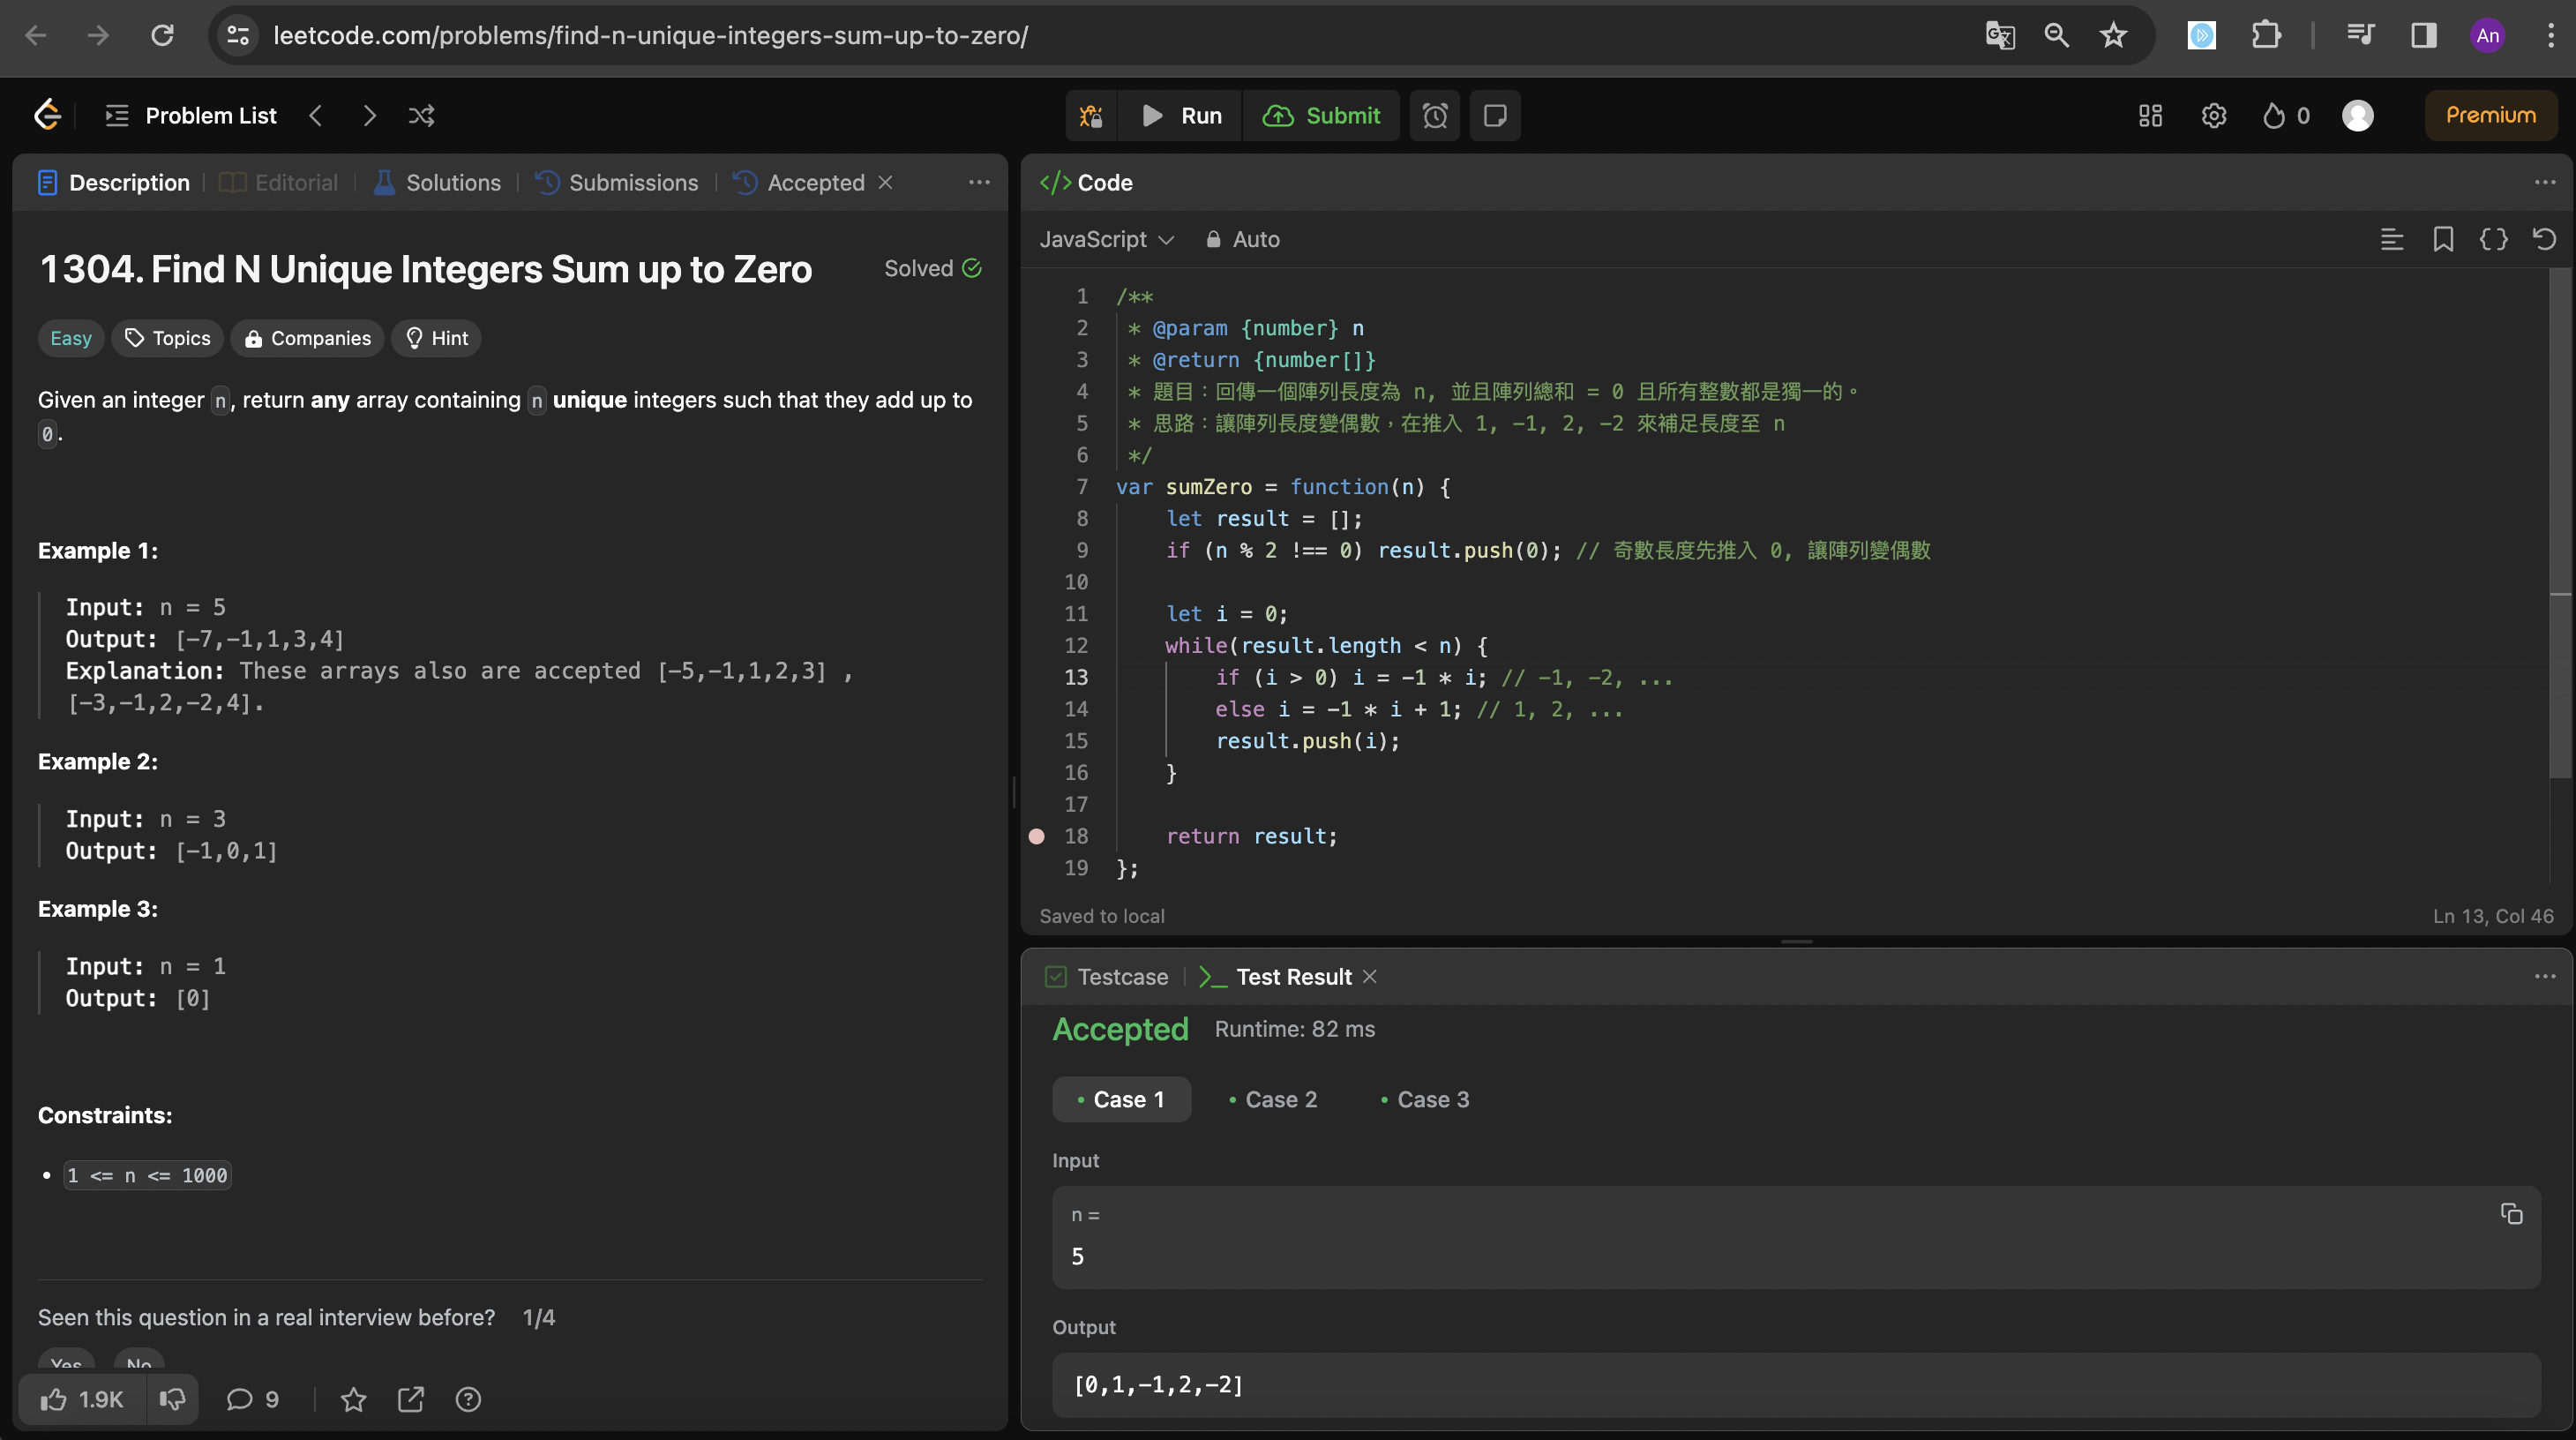 leetcode.com/problems/find-n-unique-integers-sum-up-to-zero/
An
Problem List
Run
Submit
0
Premium
Description
Editorial
Solutions
Submissions
Accepted
1304. Find N Unique Integers Sum up to Zero
Solved
Easy
Topics
Companies
Hint
Given an integer n, return any array containing n unique integers such that they add up to
0.
Example 1:
Input: n = 5
Output: [-7,-1,1,3,4]
Explanation: These arrays also are accepted [-5,-1,1,2,3] ,
[-3,-1,2,-2,4].
Example 2:
Input: n = 3
Output: [-1,0,1]
Example 3:
Input: n = 1
Output: [0]
Constraints:
1 <= n <= 1000
Seen this question in a real interview before? 1/4
Yes No
1.9K
9
</> Code
JavaScript
Auto
1 /**
2 * @param {number} n
3 * @return {number[]}
4 * 題目：回傳一個陣列長度為 n, 並且陣列總和 = 0 且所有整數都是獨一的。
5 * 思路：讓陣列長度變偶數，在推入 1, -1, 2, -2 來補足長度至 n
6 */
7 var sumZero = function(n) {
8 let result = [];
9 if (n % 2 !== 0) result.push(0); // 奇數長度先推入 0, 讓陣列變偶數
10
11 let i = 0;
12 while(result.length < n) {
13 if (i > 0) i = -1 * i; // -1, -2, ...
14 else i = -1 * i + 1; // 1, 2, ...
15 result.push(i);
16 }
17
18 return result;
19 };
Saved to local
Ln 13, Col 46
Testcase
Test Result
Accepted
Runtime: 82 ms
Case 1
Case 2
Case 3
Input
n =
5
Output
[0,1,-1,2,-2]